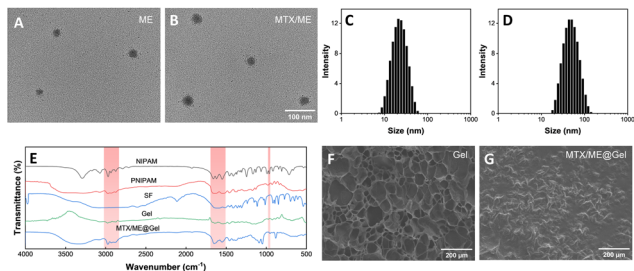 A
ME
B
MTX/ME
100 nm
C
Intensity
12
8
4
0
1
10
100
1000
Size (nm)
D
Intensity
12
8
4
0
1
10
100
1000
Size (nm)
E
Transmittance (%)
NIPAM
PNIPAM
SF
Gel
MTX/ME@Gel
4000
3500
3000
2500
2000
1500
1000
500
Wavenumber (cm⁻¹)
F
Gel
200 μm
G
MTX/ME@Gel
200 μm